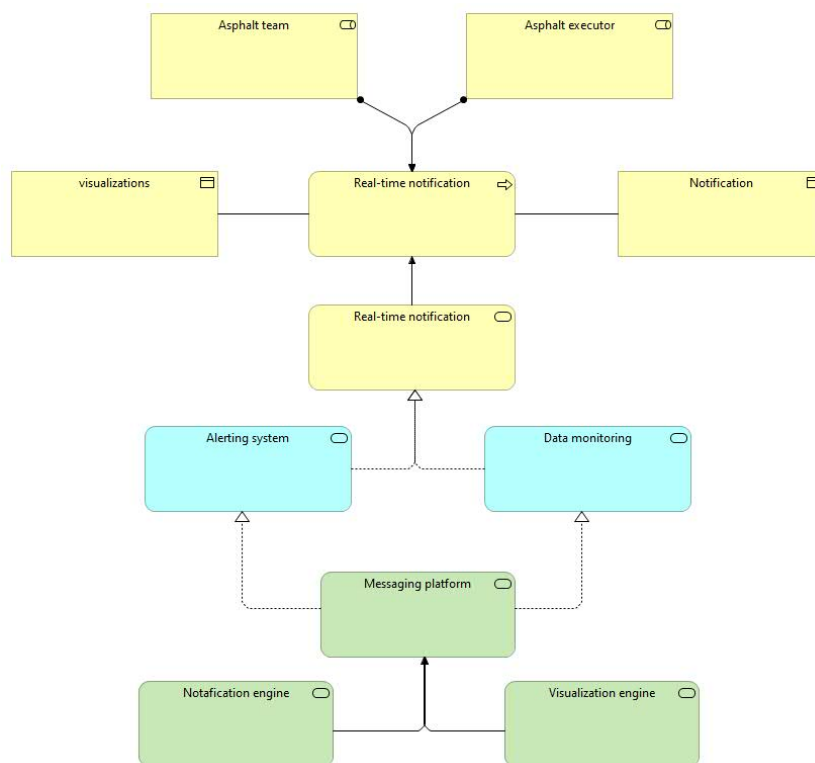 Asphalt team
Asphalt executor
visualizations
Real-time notification
Notification
Real-time notification
Alerting system
Data monitoring
Messaging platform
Notafication engine
Visualization engine